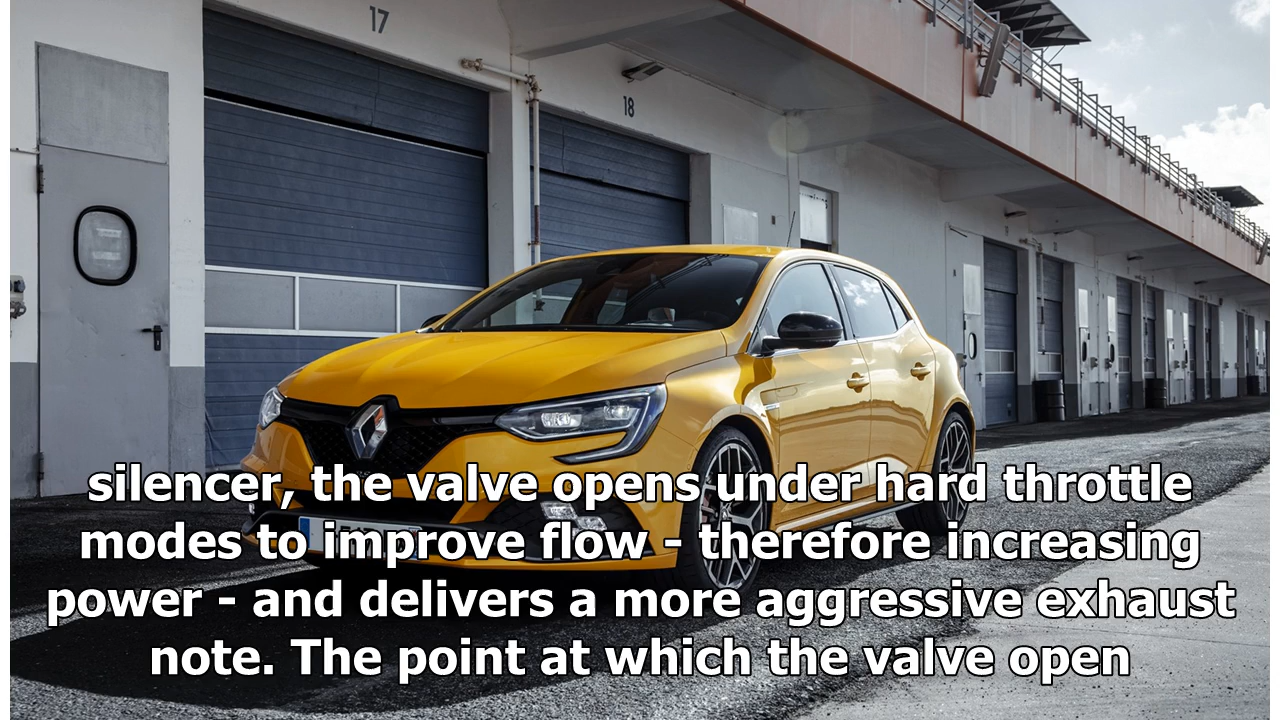 17
18
silencer, the valve opens under hard throttle
modes to improve flow - therefore increasing
power - and delivers a more aggressive exhaust
note. The point at which the valve open